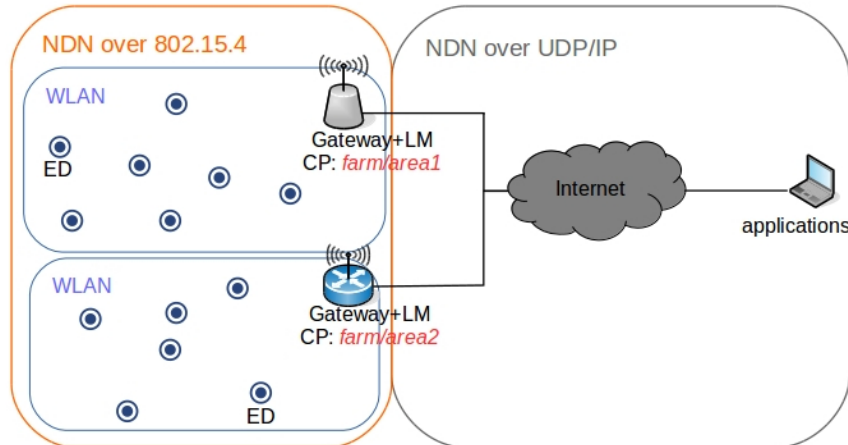 NDN over 802.15.4
NDN over UDP/IP
WLAN
ED
Gateway+LM
CP: farm/area1
Internet
applications
WLAN
Gateway+LM
CP: farm/area2
ED